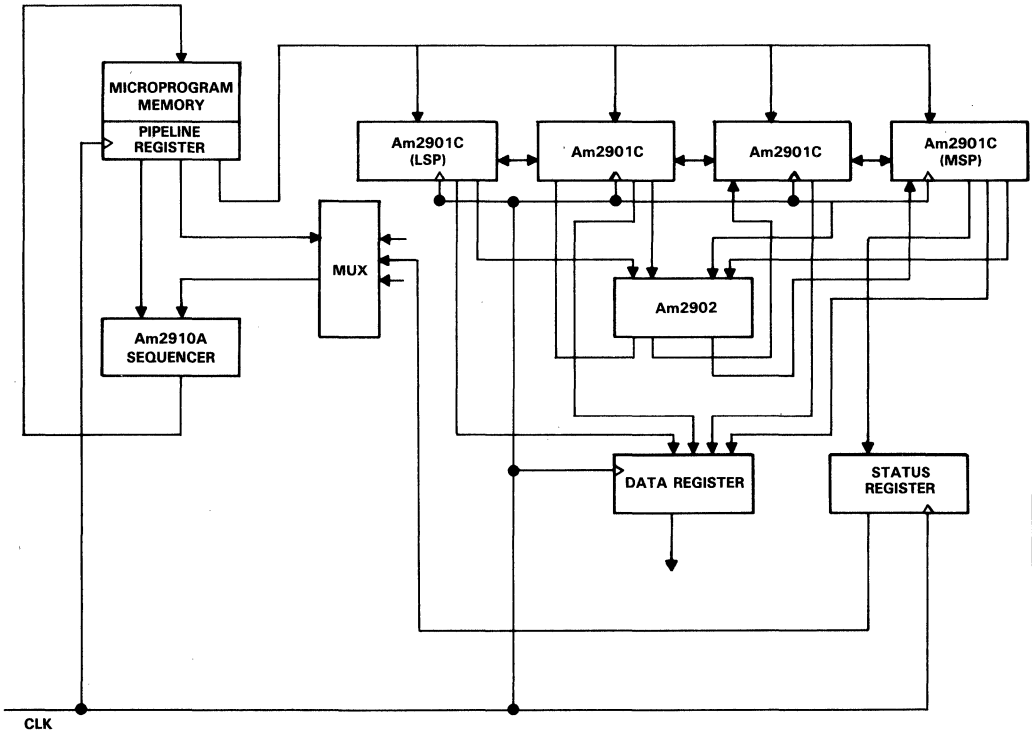 MICROPROGRAM
MEMORY
PIPELINE
REGISTER
Am2901C
(LSP)
Am2901C
Am2901C
Am2901C
(MSP)
MUX
Am2902
Am2910A
SEQUENCER
DATA REGISTER
STATUS
REGISTER
CLK